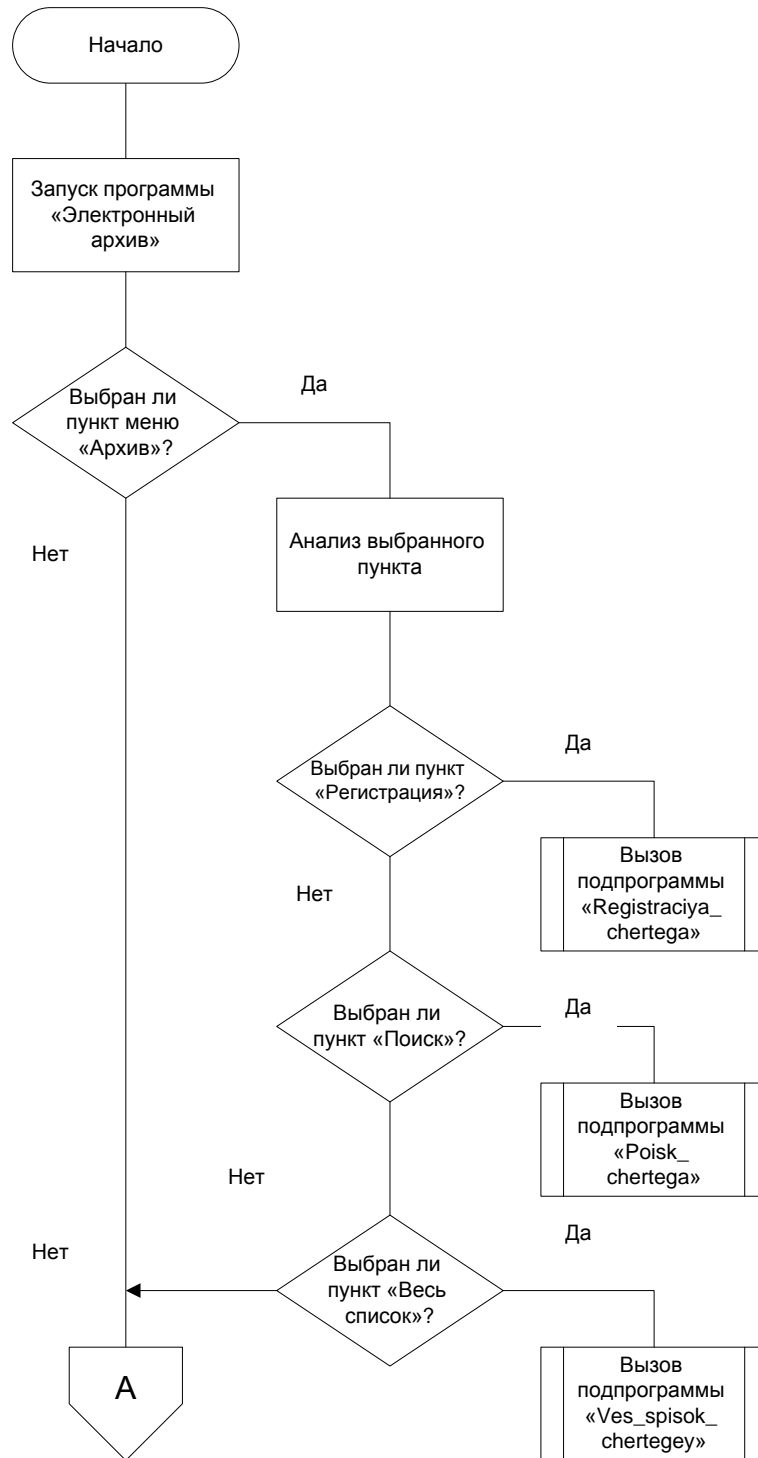 Начало
Запуск программы
«Электронный
архив»
Выбран ли
пункт меню
«Архив»?
Да
Нет
Анализ выбранного
пункта
Выбран ли пункт
«Регистрация»?
Да
Нет
Вызов
подпрограммы
«Registraciya_
chertega»
Выбран ли
пункт «Поиск»?
Да
Нет
Вызов
подпрограммы
«Poisk_
chertega»
Выбран ли
пункт «Весь
список»?
Да
Нет
Вызов
подпрограммы
«Ves_spisok_
chertegey»
А